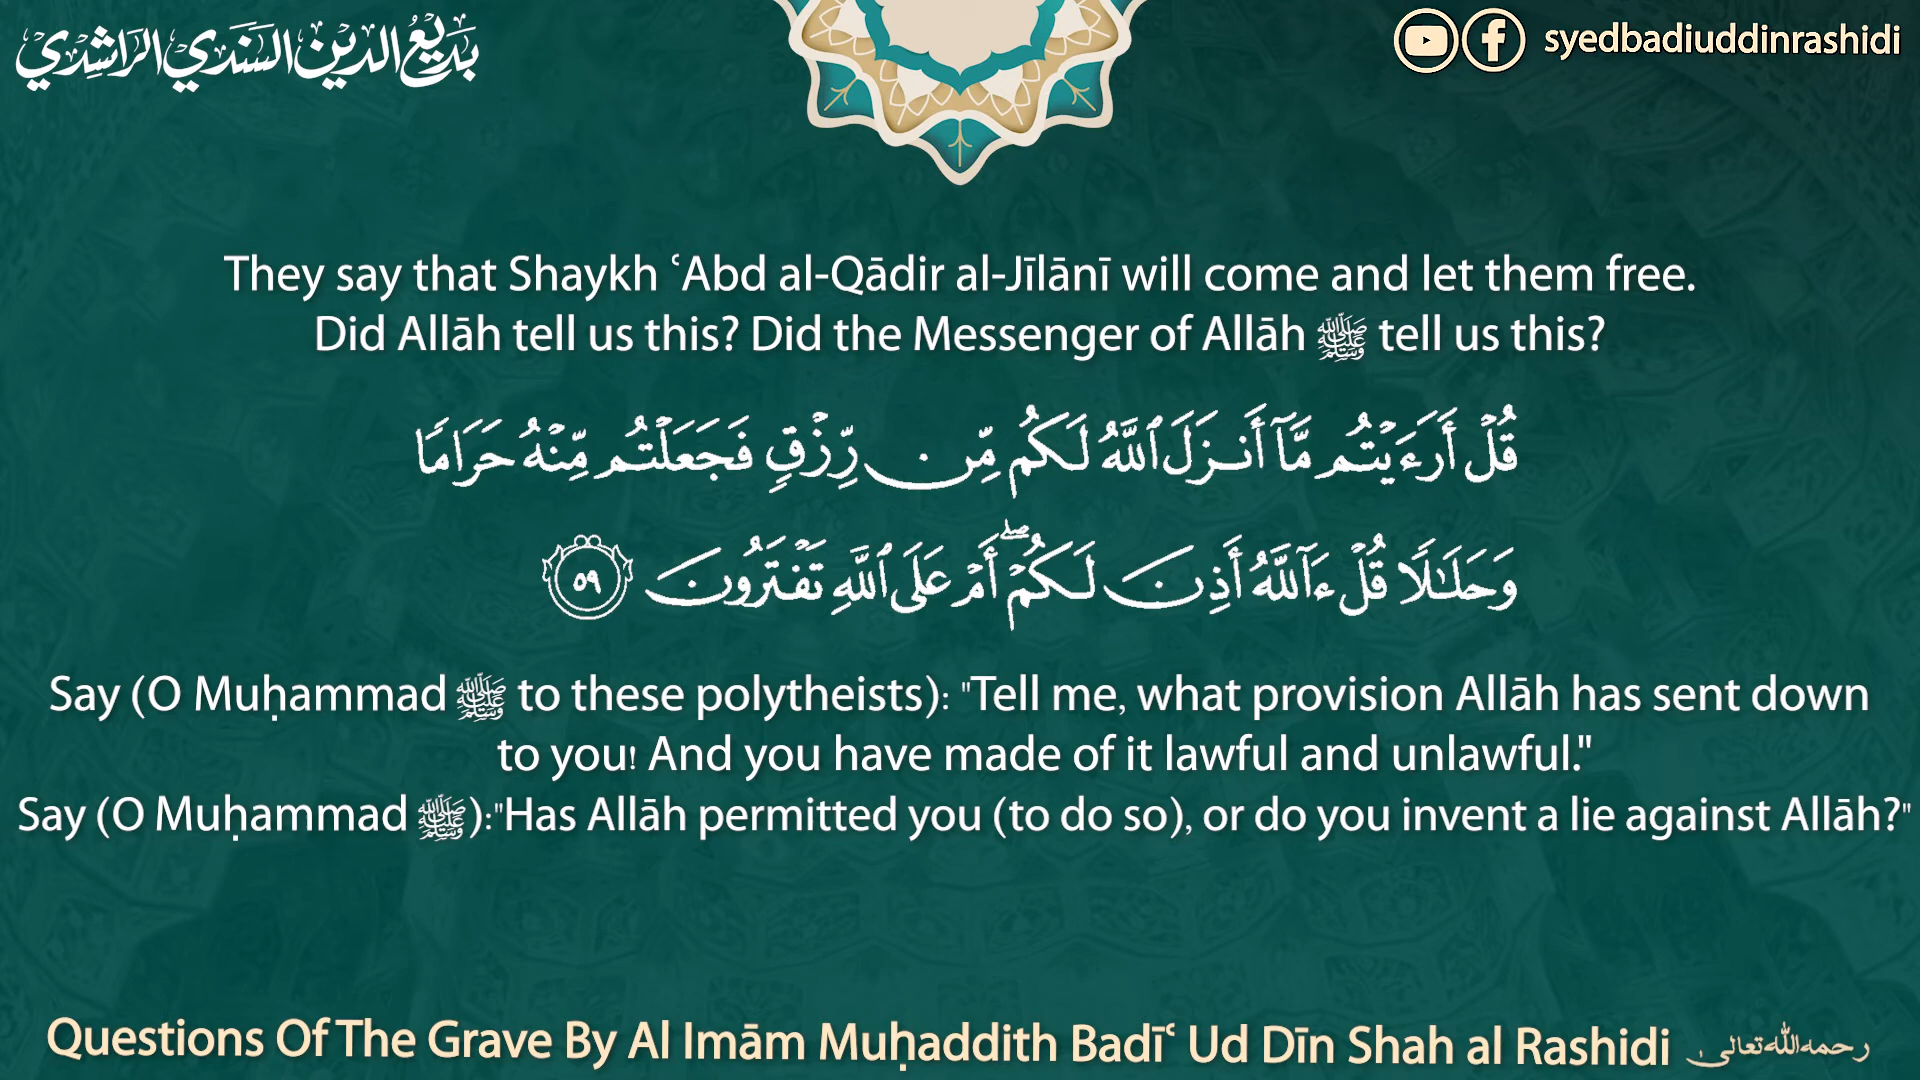 بديع الدين السندي الراشدي
syedbadiuddinrashidi
They say that Shaykh ʿAbd al-Qādir al-Jīlānī will come and let them free.
Did Allāh tell us this? Did the Messenger of Allāh ﷺ tell us this?
قُلْ أَرَءَيْتُم مَّآ أَنزَلَ ٱللَّهُ لَكُم مِّن رِّزْقٍ فَجَعَلْتُم مِّنْهُ حَرَامًا
وَحَلَـٰلًا قُلْ ءَآللَّهُ أَذِنَ لَكُمْ ۖ أَمْ عَلَى ٱللَّهِ تَفْتَرُونَ ٥٩
Say (O Muḥammad ﷺ to these polytheists): "Tell me, what provision Allāh has sent down
to you! And you have made of it lawful and unlawful."
Say (O Muḥammad ﷺ):"Has Allāh permitted you (to do so), or do you invent a lie against Allāh?"
Questions Of The Grave By Al Imām Muḥaddith Badīʿ Ud Dīn Shah al Rashidi رحمه الله تعالى